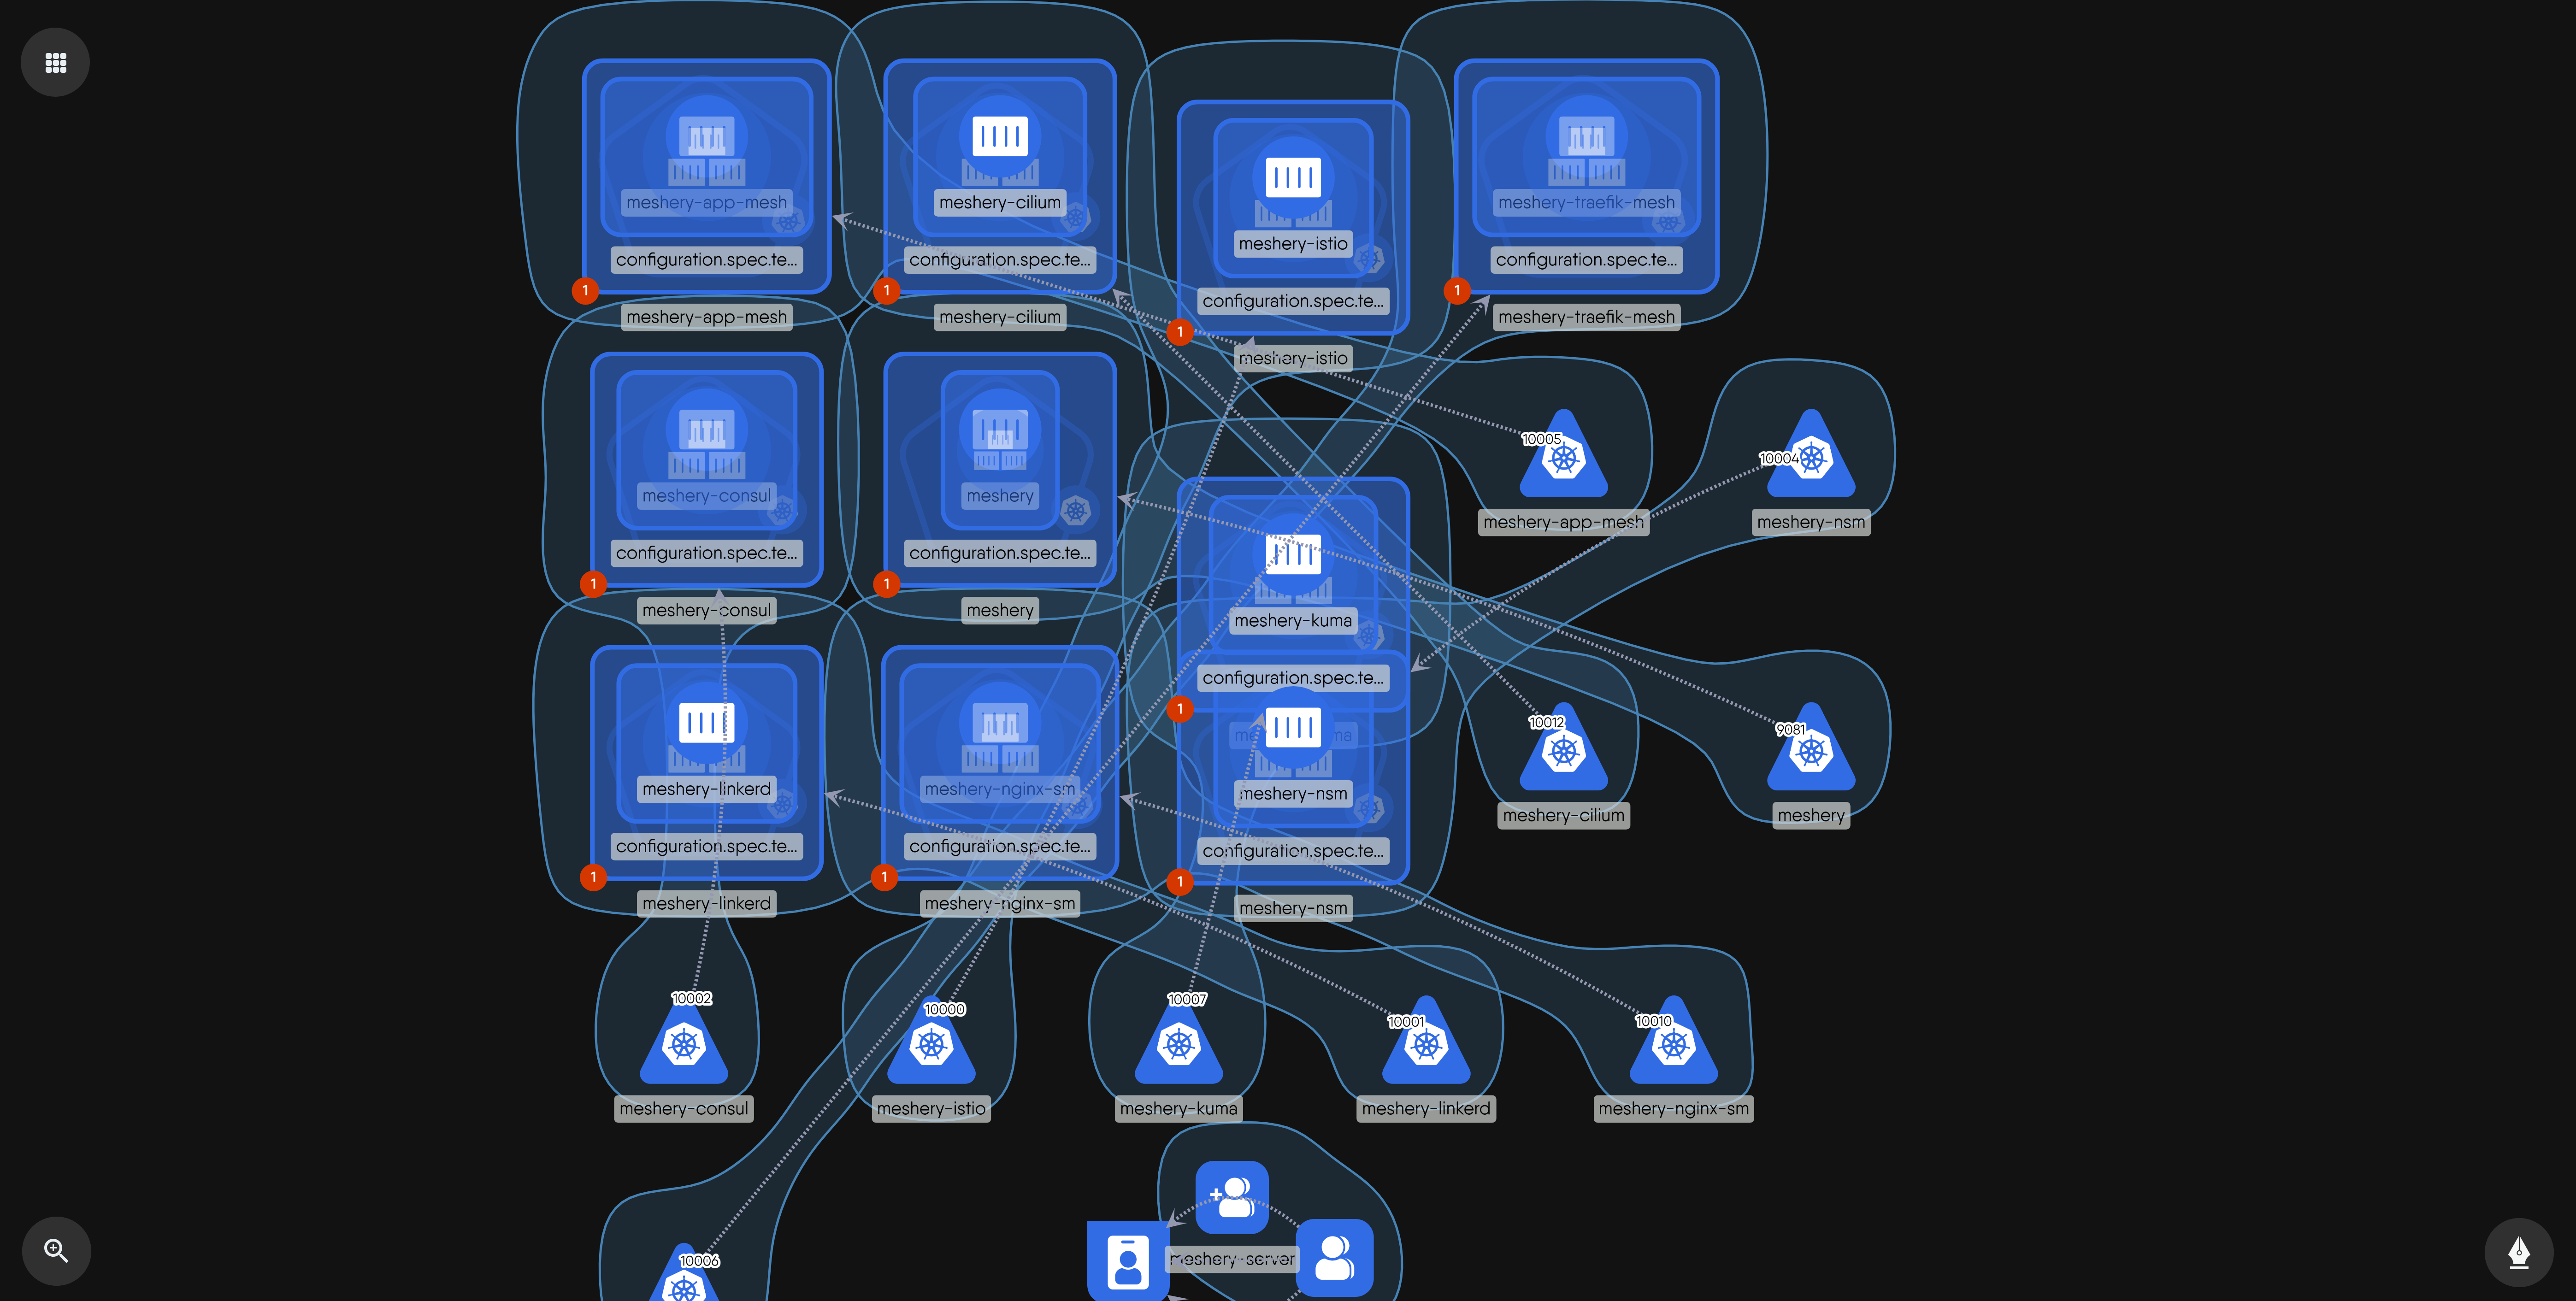 meshery-app-mesh
configuration.spec.te...
1
meshery-app-mesh
meshery-cilium
configuration.spec.te...
1
meshery-cilium
meshery-istio
configuration.spec.te...
1
meshery-istio
meshery-traefik-mesh
configuration.spec.te...
1
meshery-traefik-mesh
meshery-consul
configuration.spec.te...
1
meshery-consul
meshery
configuration.spec.te...
1
meshery
meshery-kuma
configuration.spec.te...
1
10005
meshery-app-mesh
10004
meshery-nsm
meshery-linkerd
configuration.spec.te...
1
meshery-linkerd
meshery-nginx-sm
configuration.spec.te...
1
meshery-nginx-sm
meshery-nsm
configuration.spec.te...
1
meshery-nsm
10012
meshery-cilium
9081
meshery
10002
meshery-consul
10000
meshery-istio
10007
meshery-kuma
10001
meshery-linkerd
10010
meshery-nginx-sm
10006
meshery-server